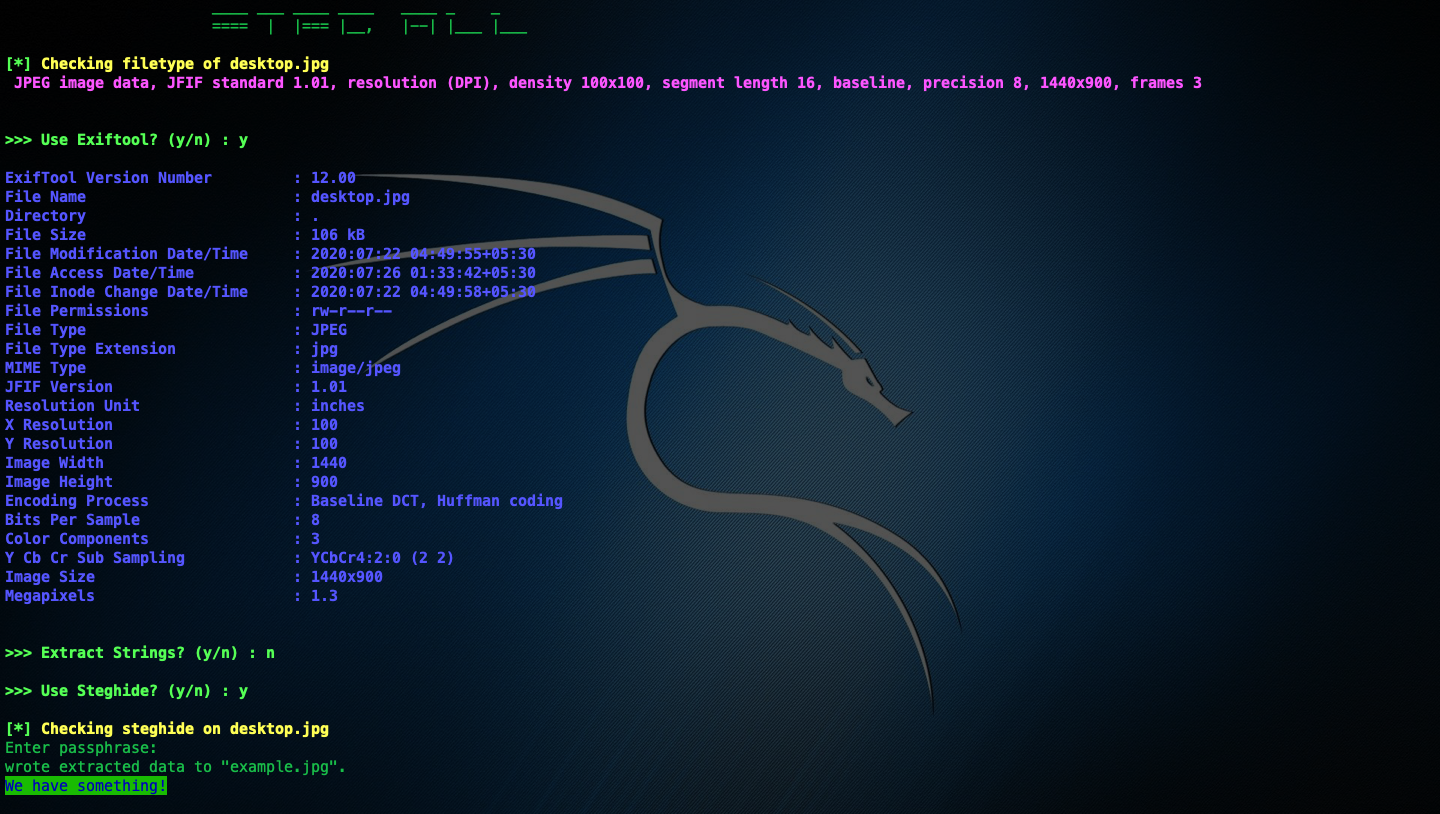 [*] Checking filetype of desktop.jpg
JPEG image data, JFIF standard 1.01, resolution (DPI), density 100x100, segment length 16, baseline, precision 8, 1440x900, frames 3
>>> Use Exiftool? (y/n) : y
ExifTool Version Number : 12.00
File Name : desktop.jpg
Directory : .
File Size : 106 kB
File Modification Date/Time : 2020:07:22 04:49:55+05:30
File Access Date/Time : 2020:07:26 01:33:42+05:30
File Inode Change Date/Time : 2020:07:22 04:49:58+05:30
File Permissions : rw-r--r--
File Type : JPEG
File Type Extension : jpg
MIME Type : image/jpeg
JFIF Version : 1.01
Resolution Unit : inches
X Resolution : 100
Y Resolution : 100
Image Width : 1440
Image Height : 900
Encoding Process : Baseline DCT, Huffman coding
Bits Per Sample : 8
Color Components : 3
Y Cb Cr Sub Sampling : YCbCr4:2:0 (2 2)
Image Size : 1440x900
Megapixels : 1.3
>>> Extract Strings? (y/n) : n
>>> Use Steghide? (y/n) : y
[*] Checking steghide on desktop.jpg
Enter passphrase:
wrote extracted data to "example.jpg".
We have something!